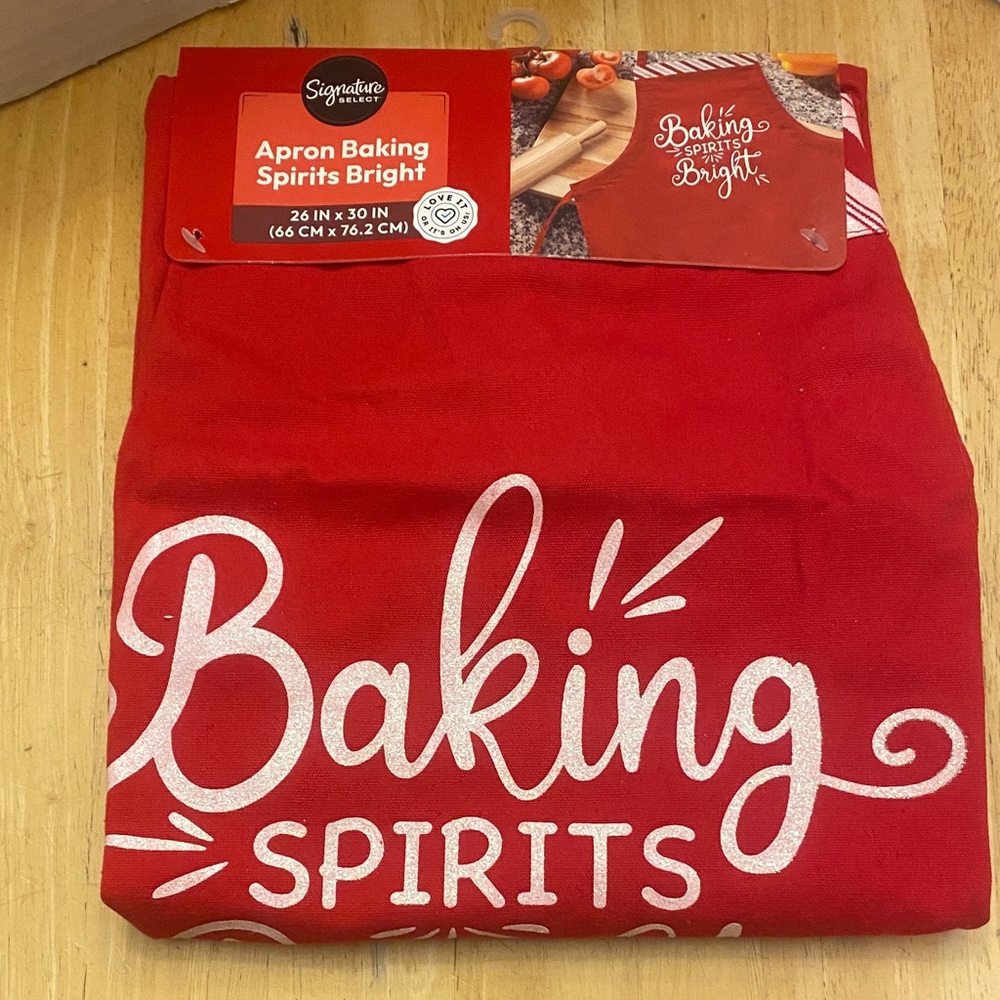 Signature
SELECT
Apron Baking
Spirits Bright
26 IN x 30 IN
(66 CM x 76.2 CM)
LOVE IT
OR IT'S ON US!
Baking
SPIRITS
Bright
Baking
SPIRITS